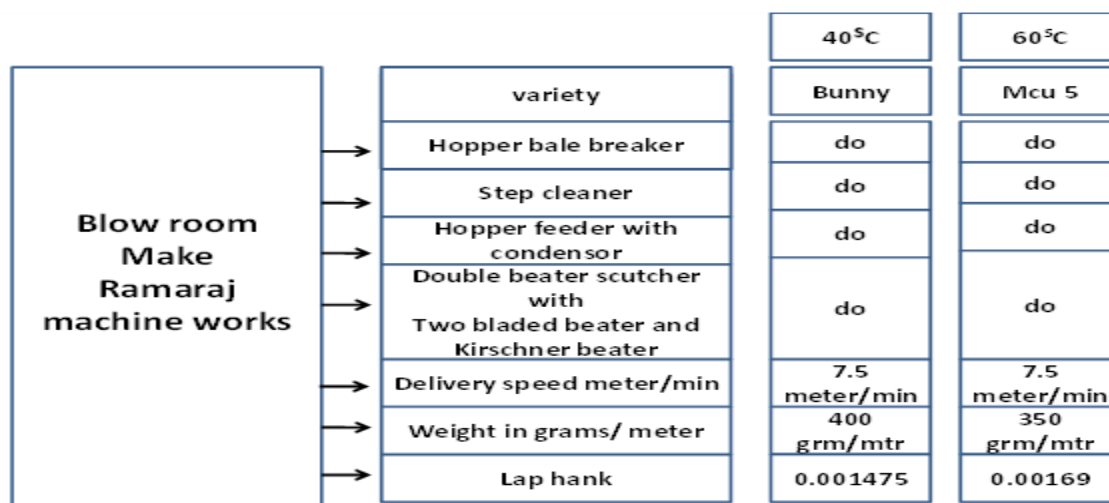 40ˢC
60ˢC
variety
Bunny
Mcu 5
Blow room
Make
Ramaraj
machine works
Hopper bale breaker
do
do
Step cleaner
do
do
Hopper feeder with
condensor
do
do
Double beater scutcher
with
Two bladed beater and
Kirschner beater
do
do
Delivery speed meter/min
7.5
meter/min
7.5
meter/min
Weight in grams/ meter
400
grm/mtr
350
grm/mtr
Lap hank
0.001475
0.00169